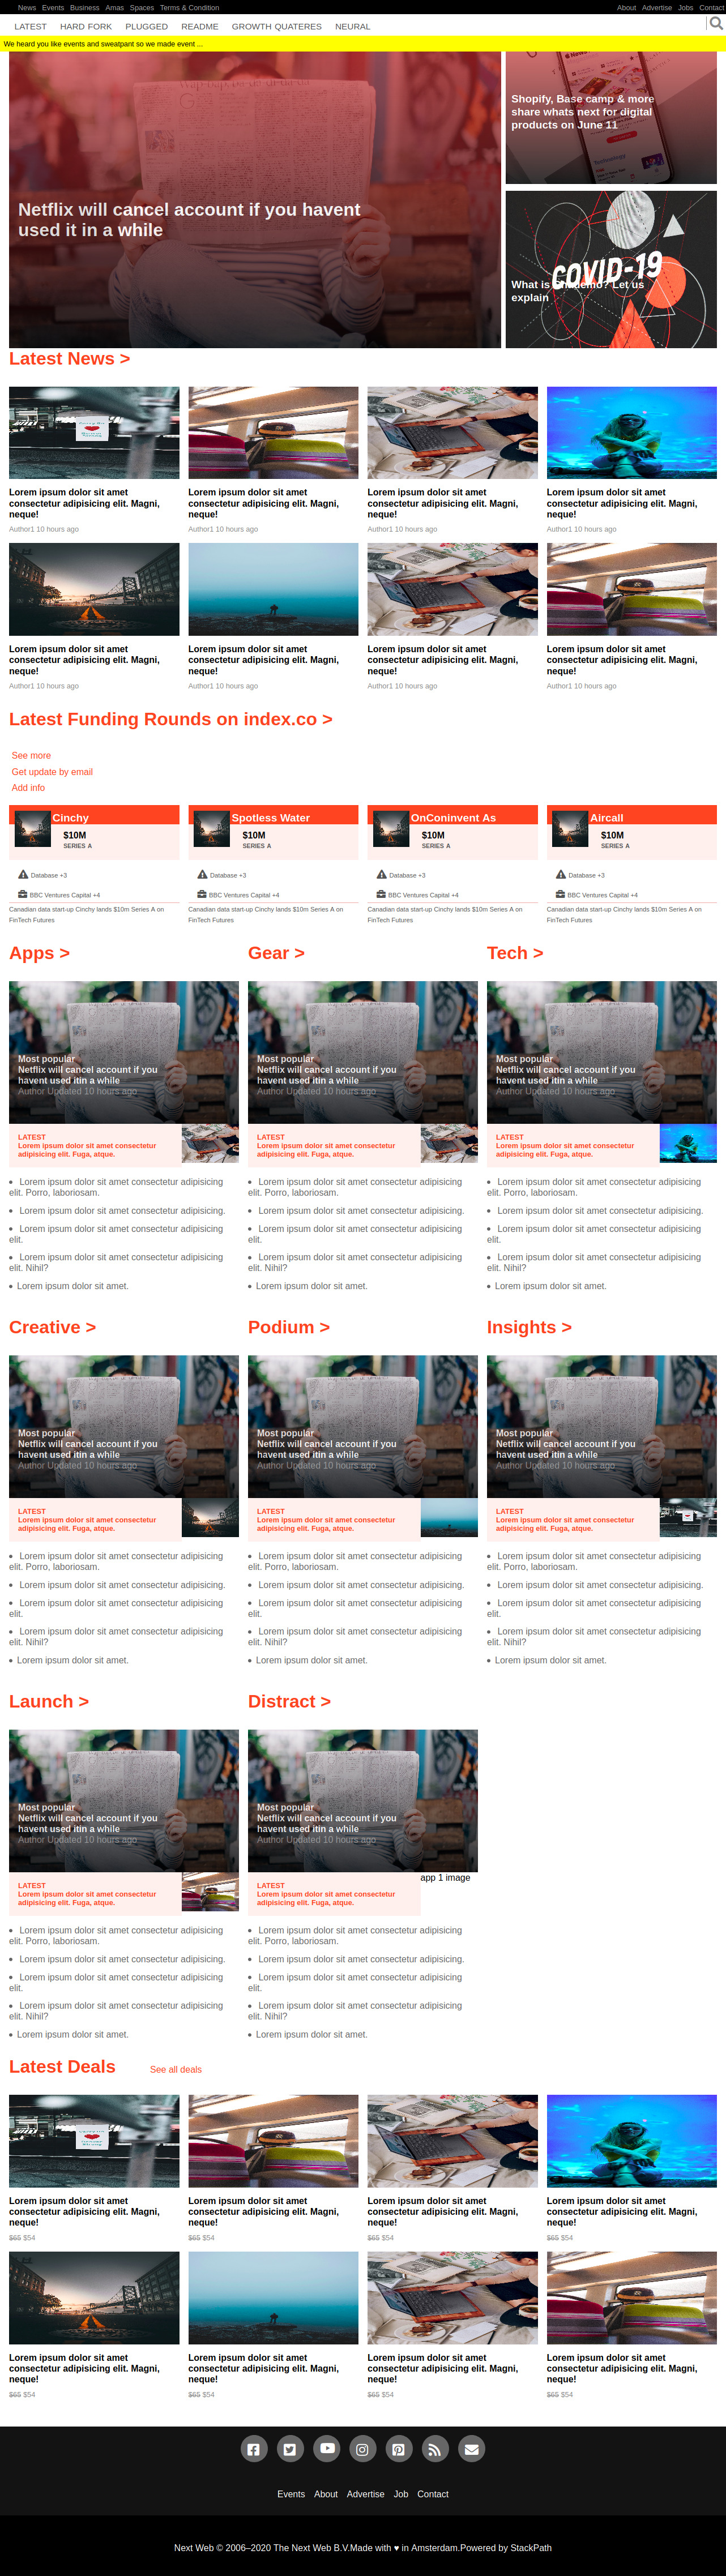 News Events Business Amas Spaces Terms & Condition
About Advertise Jobs Contact
LATEST HARD FORK PLUGGED README GROWTH QUATERES NEURAL
We heard you like events and sweatpant so we made event ...
Netflix will cancel account if you havent
used it in a while
Shopify, Base camp & more
share whats next for digital
products on June 11
COVID-19
What is
Let us
explain
Latest News >
Lorem ipsum dolor sit amet
consectetur adipisicing elit. Magni,
neque!
Author1 10 hours ago
Lorem ipsum dolor sit amet
consectetur adipisicing elit. Magni,
neque!
Author1 10 hours ago
Lorem ipsum dolor sit amet
consectetur adipisicing elit. Magni,
neque!
Author1 10 hours ago
Lorem ipsum dolor sit amet
consectetur adipisicing elit. Magni,
neque!
Author1 10 hours ago
Lorem ipsum dolor sit amet
consectetur adipisicing elit. Magni,
neque!
Author1 10 hours ago
Lorem ipsum dolor sit amet
consectetur adipisicing elit. Magni,
neque!
Author1 10 hours ago
Lorem ipsum dolor sit amet
consectetur adipisicing elit. Magni,
neque!
Author1 10 hours ago
Lorem ipsum dolor sit amet
consectetur adipisicing elit. Magni,
neque!
Author1 10 hours ago
Latest Funding Rounds on index.co >
See more
Get update by email
Add info
Cinchy
$10M
SERIES A
Database +3
BBC Ventures Capital +4
Canadian data start-up Cinchy lands $10m Series A on
FinTech Futures
Spotless Water
$10M
SERIES A
Database +3
BBC Ventures Capital +4
Canadian data start-up Cinchy lands $10m Series A on
FinTech Futures
OnConinvent As
$10M
SERIES A
Database +3
BBC Ventures Capital +4
Canadian data start-up Cinchy lands $10m Series A on
FinTech Futures
Aircall
$10M
SERIES A
Database +3
BBC Ventures Capital +4
Canadian data start-up Cinchy lands $10m Series A on
FinTech Futures
Apps >
Most popular
Netflix will cancel account if you
havent used itin a while
Author Updated 10 hours ago
LATEST
Lorem ipsum dolor sit amet consectetur
adipisicing elit. Fuga, atque.
• Lorem ipsum dolor sit amet consectetur adipisicing
elit. Porro, laboriosam.
• Lorem ipsum dolor sit amet consectetur adipisicing.
• Lorem ipsum dolor sit amet consectetur adipisicing
elit.
• Lorem ipsum dolor sit amet consectetur adipisicing
elit. Nihil?
• Lorem ipsum dolor sit amet.
Gear >
Most popular
Netflix will cancel account if you
havent used itin a while
Author Updated 10 hours ago
LATEST
Lorem ipsum dolor sit amet consectetur
adipisicing elit. Fuga, atque.
• Lorem ipsum dolor sit amet consectetur adipisicing
elit. Porro, laboriosam.
• Lorem ipsum dolor sit amet consectetur adipisicing.
• Lorem ipsum dolor sit amet consectetur adipisicing
elit.
• Lorem ipsum dolor sit amet consectetur adipisicing
elit. Nihil?
• Lorem ipsum dolor sit amet.
Tech >
Most popular
Netflix will cancel account if you
havent used itin a while
Author Updated 10 hours ago
LATEST
Lorem ipsum dolor sit amet consectetur
adipisicing elit. Fuga, atque.
• Lorem ipsum dolor sit amet consectetur adipisicing
elit. Porro, laboriosam.
• Lorem ipsum dolor sit amet consectetur adipisicing.
• Lorem ipsum dolor sit amet consectetur adipisicing
elit.
• Lorem ipsum dolor sit amet consectetur adipisicing
elit. Nihil?
• Lorem ipsum dolor sit amet.
Creative >
Most popular
Netflix will cancel account if you
havent used itin a while
Author Updated 10 hours ago
LATEST
Lorem ipsum dolor sit amet consectetur
adipisicing elit. Fuga, atque.
• Lorem ipsum dolor sit amet consectetur adipisicing
elit. Porro, laboriosam.
• Lorem ipsum dolor sit amet consectetur adipisicing.
• Lorem ipsum dolor sit amet consectetur adipisicing
elit.
• Lorem ipsum dolor sit amet consectetur adipisicing
elit. Nihil?
• Lorem ipsum dolor sit amet.
Podium >
Most popular
Netflix will cancel account if you
havent used itin a while
Author Updated 10 hours ago
LATEST
Lorem ipsum dolor sit amet consectetur
adipisicing elit. Fuga, atque.
• Lorem ipsum dolor sit amet consectetur adipisicing
elit. Porro, laboriosam.
• Lorem ipsum dolor sit amet consectetur adipisicing.
• Lorem ipsum dolor sit amet consectetur adipisicing
elit.
• Lorem ipsum dolor sit amet consectetur adipisicing
elit. Nihil?
• Lorem ipsum dolor sit amet.
Insights >
Most popular
Netflix will cancel account if you
havent used itin a while
Author Updated 10 hours ago
LATEST
Lorem ipsum dolor sit amet consectetur
adipisicing elit. Fuga, atque.
• Lorem ipsum dolor sit amet consectetur adipisicing
elit. Porro, laboriosam.
• Lorem ipsum dolor sit amet consectetur adipisicing.
• Lorem ipsum dolor sit amet consectetur adipisicing
elit.
• Lorem ipsum dolor sit amet consectetur adipisicing
elit. Nihil?
• Lorem ipsum dolor sit amet.
Launch >
Most popular
Netflix will cancel account if you
havent used itin a while
Author Updated 10 hours ago
LATEST
Lorem ipsum dolor sit amet consectetur
adipisicing elit. Fuga, atque.
• Lorem ipsum dolor sit amet consectetur adipisicing
elit. Porro, laboriosam.
• Lorem ipsum dolor sit amet consectetur adipisicing.
• Lorem ipsum dolor sit amet consectetur adipisicing
elit.
• Lorem ipsum dolor sit amet consectetur adipisicing
elit. Nihil?
• Lorem ipsum dolor sit amet.
Distract >
Most popular
Netflix will cancel account if you
havent used itin a while
Author Updated 10 hours ago
LATEST
Lorem ipsum dolor sit amet consectetur
adipisicing elit. Fuga, atque.
app 1 image
• Lorem ipsum dolor sit amet consectetur adipisicing
elit. Porro, laboriosam.
• Lorem ipsum dolor sit amet consectetur adipisicing.
• Lorem ipsum dolor sit amet consectetur adipisicing
elit.
• Lorem ipsum dolor sit amet consectetur adipisicing
elit. Nihil?
• Lorem ipsum dolor sit amet.
Latest Deals
See all deals
Lorem ipsum dolor sit amet
consectetur adipisicing elit. Magni,
neque!
$65 $54
Lorem ipsum dolor sit amet
consectetur adipisicing elit. Magni,
neque!
$65 $54
Lorem ipsum dolor sit amet
consectetur adipisicing elit. Magni,
neque!
$65 $54
Lorem ipsum dolor sit amet
consectetur adipisicing elit. Magni,
neque!
$65 $54
Lorem ipsum dolor sit amet
consectetur adipisicing elit. Magni,
neque!
$65 $54
Lorem ipsum dolor sit amet
consectetur adipisicing elit. Magni,
neque!
$65 $54
Lorem ipsum dolor sit amet
consectetur adipisicing elit. Magni,
neque!
$65 $54
Lorem ipsum dolor sit amet
consectetur adipisicing elit. Magni,
neque!
$65 $54
Events About Advertise Job Contact
Next Web © 2006–2020 The Next Web B.V.Made with ♥ in Amsterdam.Powered by StackPath